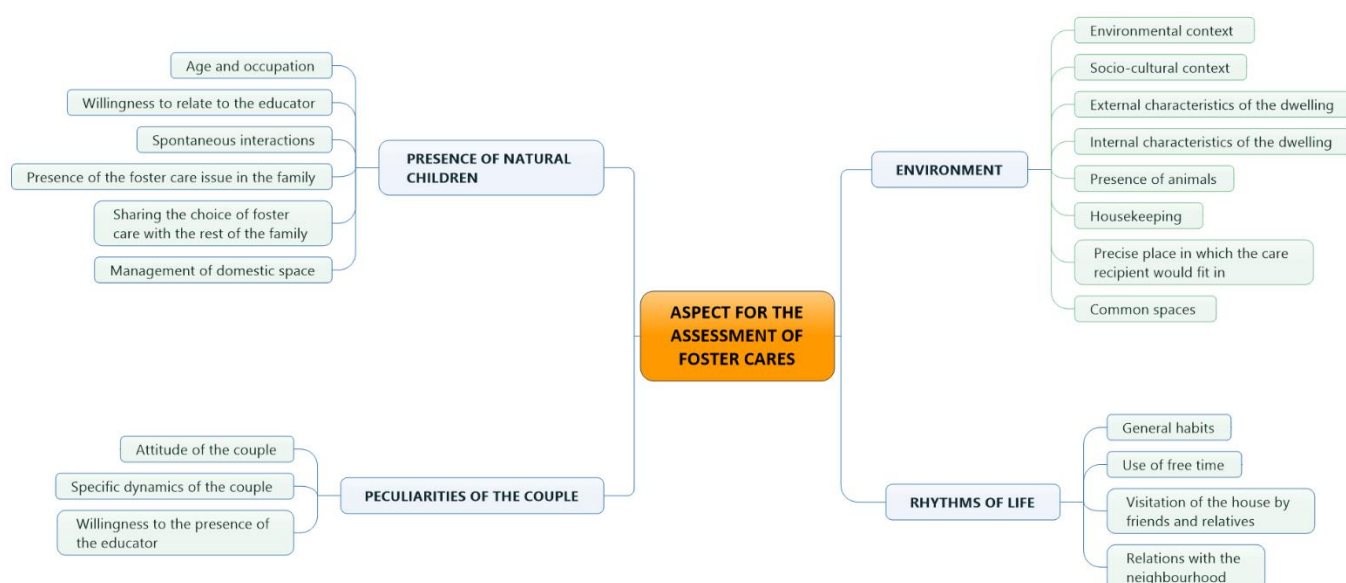 ASPECT FOR THE
ASSESSMENT OF
FOSTER CARES
PRESENCE OF NATURAL
CHILDREN
Age and occupation
Willingness to relate to the educator
Spontaneous interactions
Presence of the foster care issue in the family
Sharing the choice of foster
care with the rest of the family
Management of domestic space
PECULIARITIES OF THE COUPLE
Attitude of the couple
Specific dynamics of the couple
Willingness to the presence of
the educator
ENVIRONMENT
Environmental context
Socio-cultural context
External characteristics of the dwelling
Internal characteristics of the dwelling
Presence of animals
Housekeeping
Precise place in which the care
recipient would fit in
Common spaces
RHYTHMS OF LIFE
General habits
Use of free time
Visitation of the house by
friends and relatives
Relations with the
neighbourhood